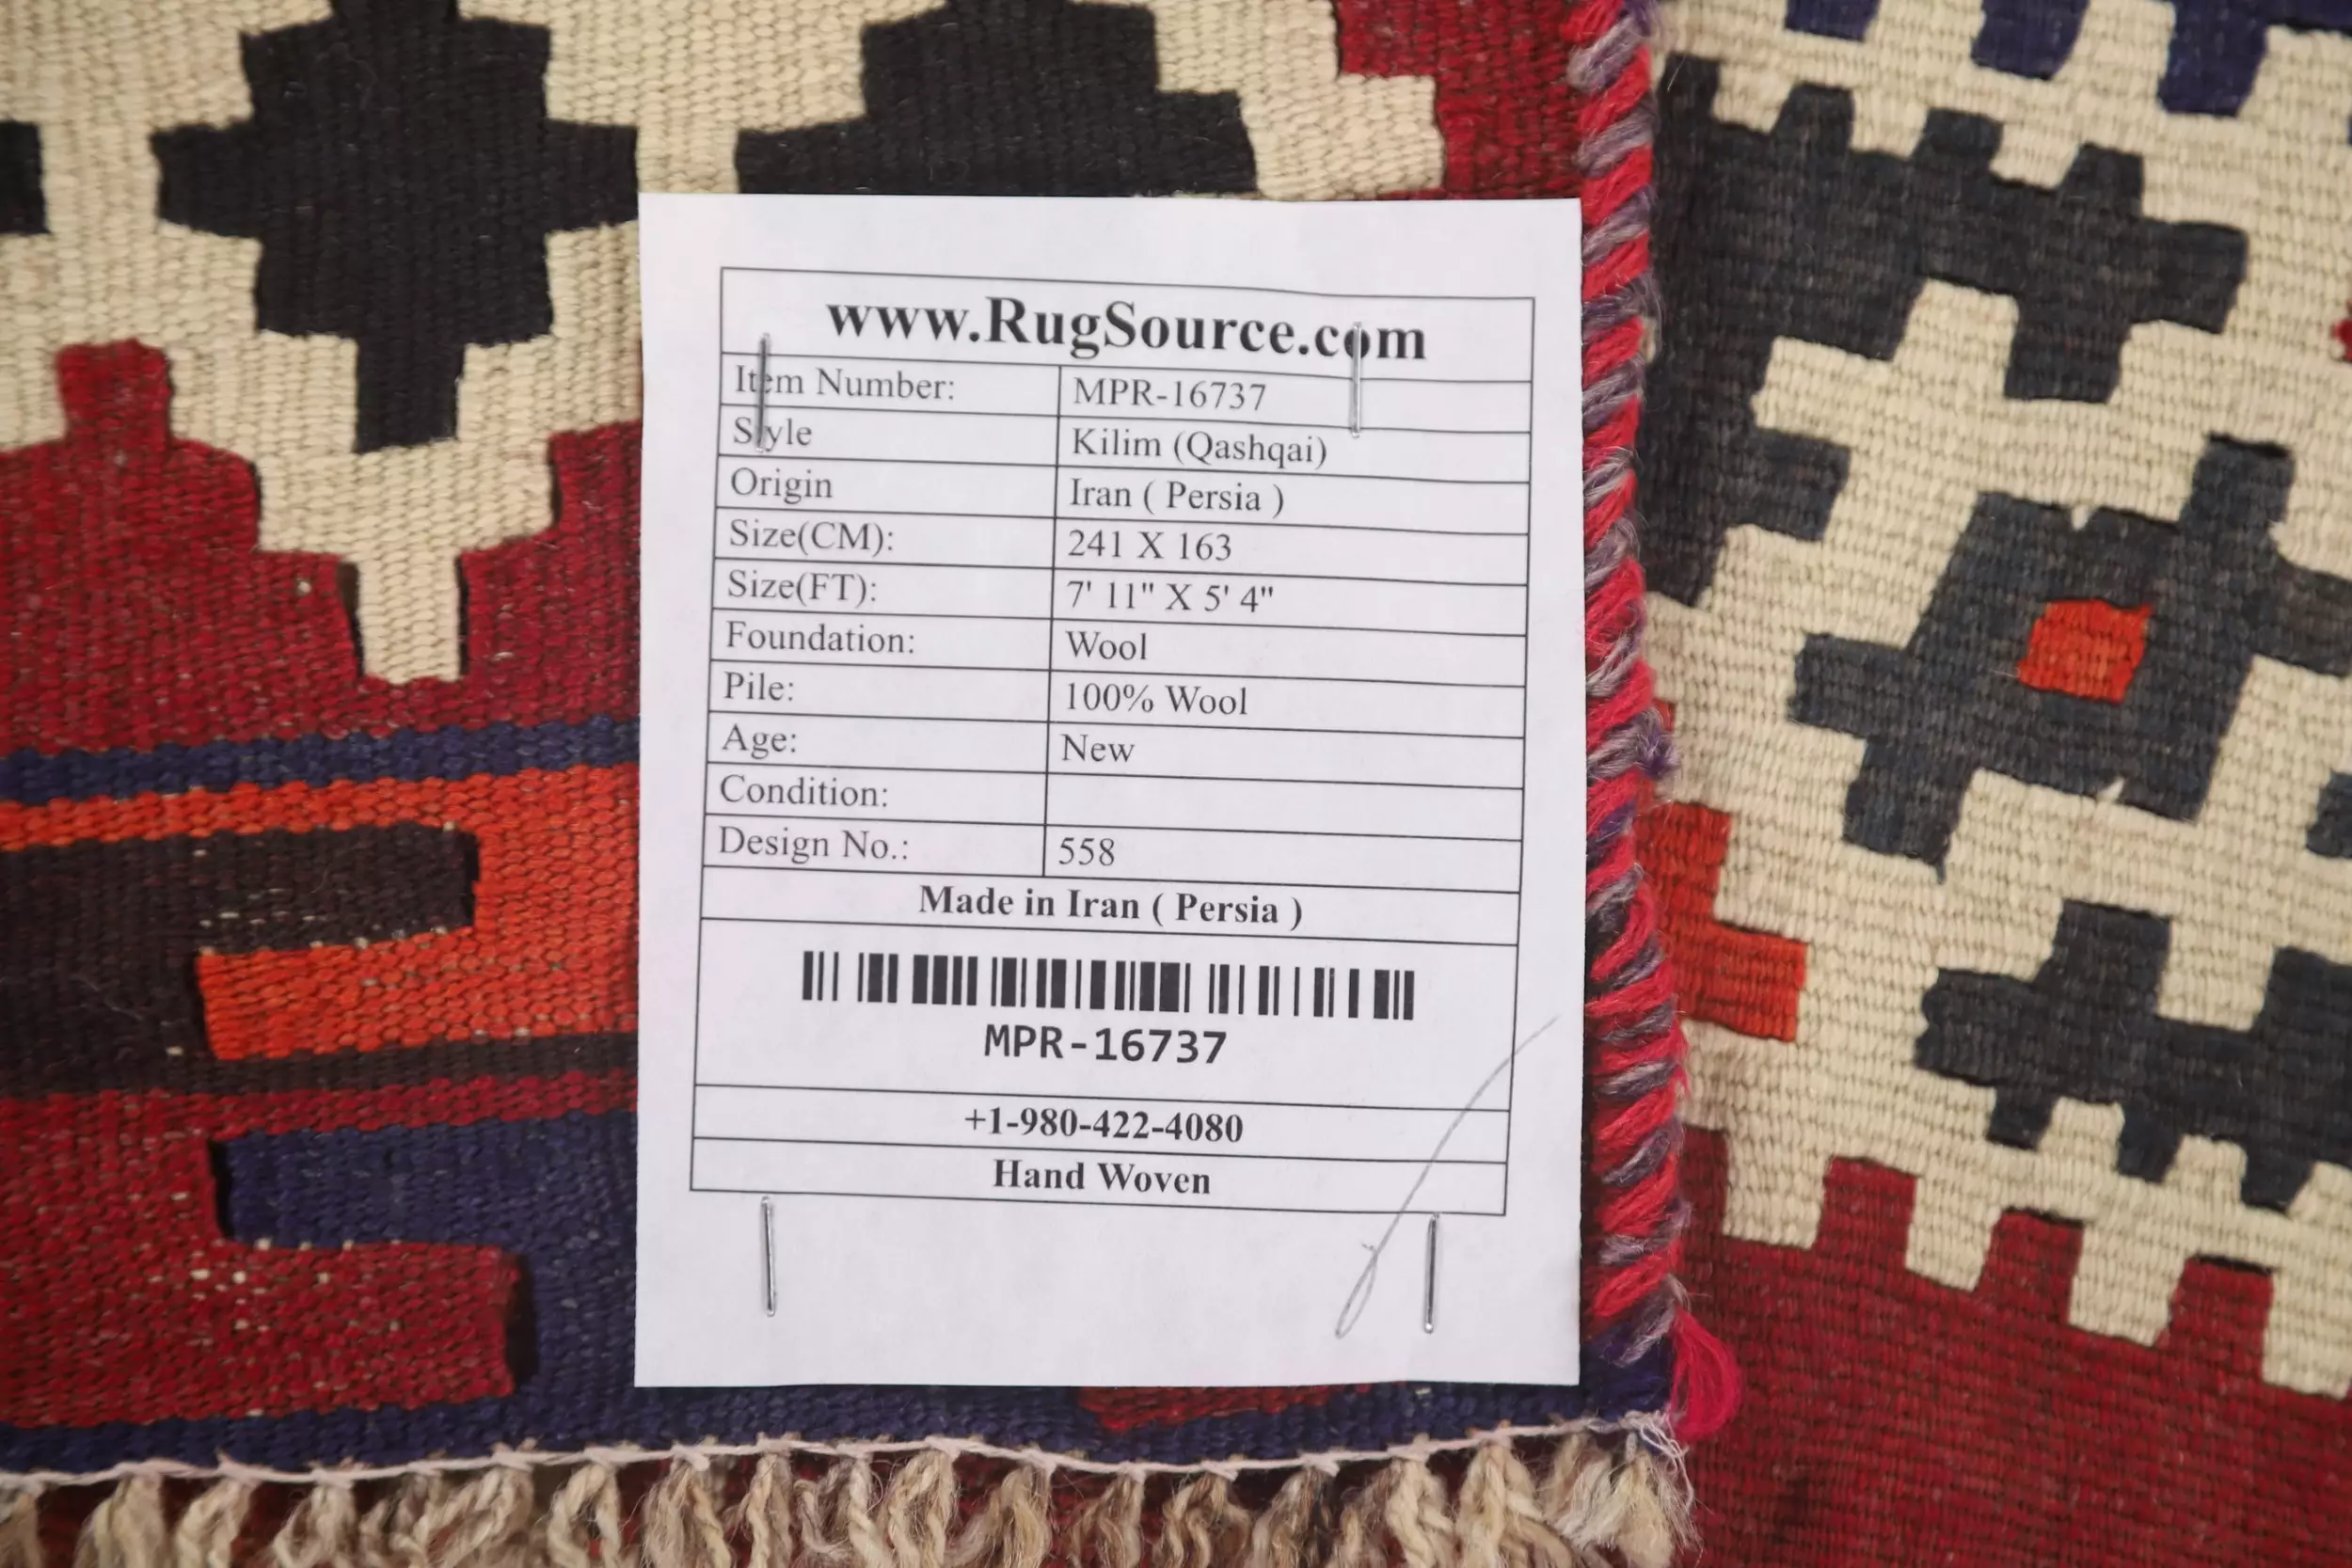 www.RugSource.com
Item Number: MPR-16737
Style Kilim (Qashqai)
Origin Iran ( Persia )
Size(CM): 241 X 163
Size(FT): 7' 11" X 5' 4"
Foundation: Wool
Pile: 100% Wool
Age: New
Condition:
Design No.: 558
Made in Iran ( Persia )
MPR-16737
+1-980-422-4080
Hand Woven